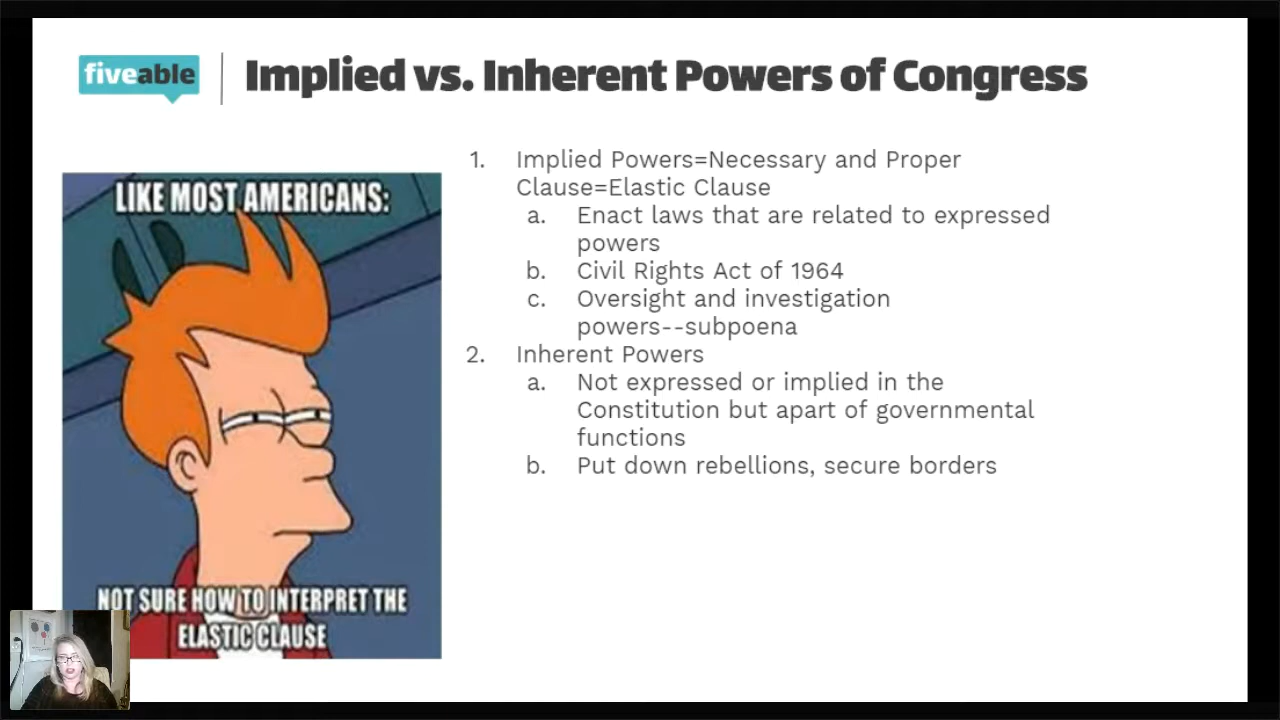 fiveable
Implied vs. Inherent Powers of Congress
LIKE MOST AMERICANS:
NOT SURE HOW TO INTERPRET THE
ELASTIC CLAUSE
1. Implied Powers=Necessary and Proper
Clause=Elastic Clause
a. Enact laws that are related to expressed
powers
b. Civil Rights Act of 1964
c. Oversight and investigation
powers--subpoena
2. Inherent Powers
a. Not expressed or implied in the
Constitution but apart of governmental
functions
b. Put down rebellions, secure borders